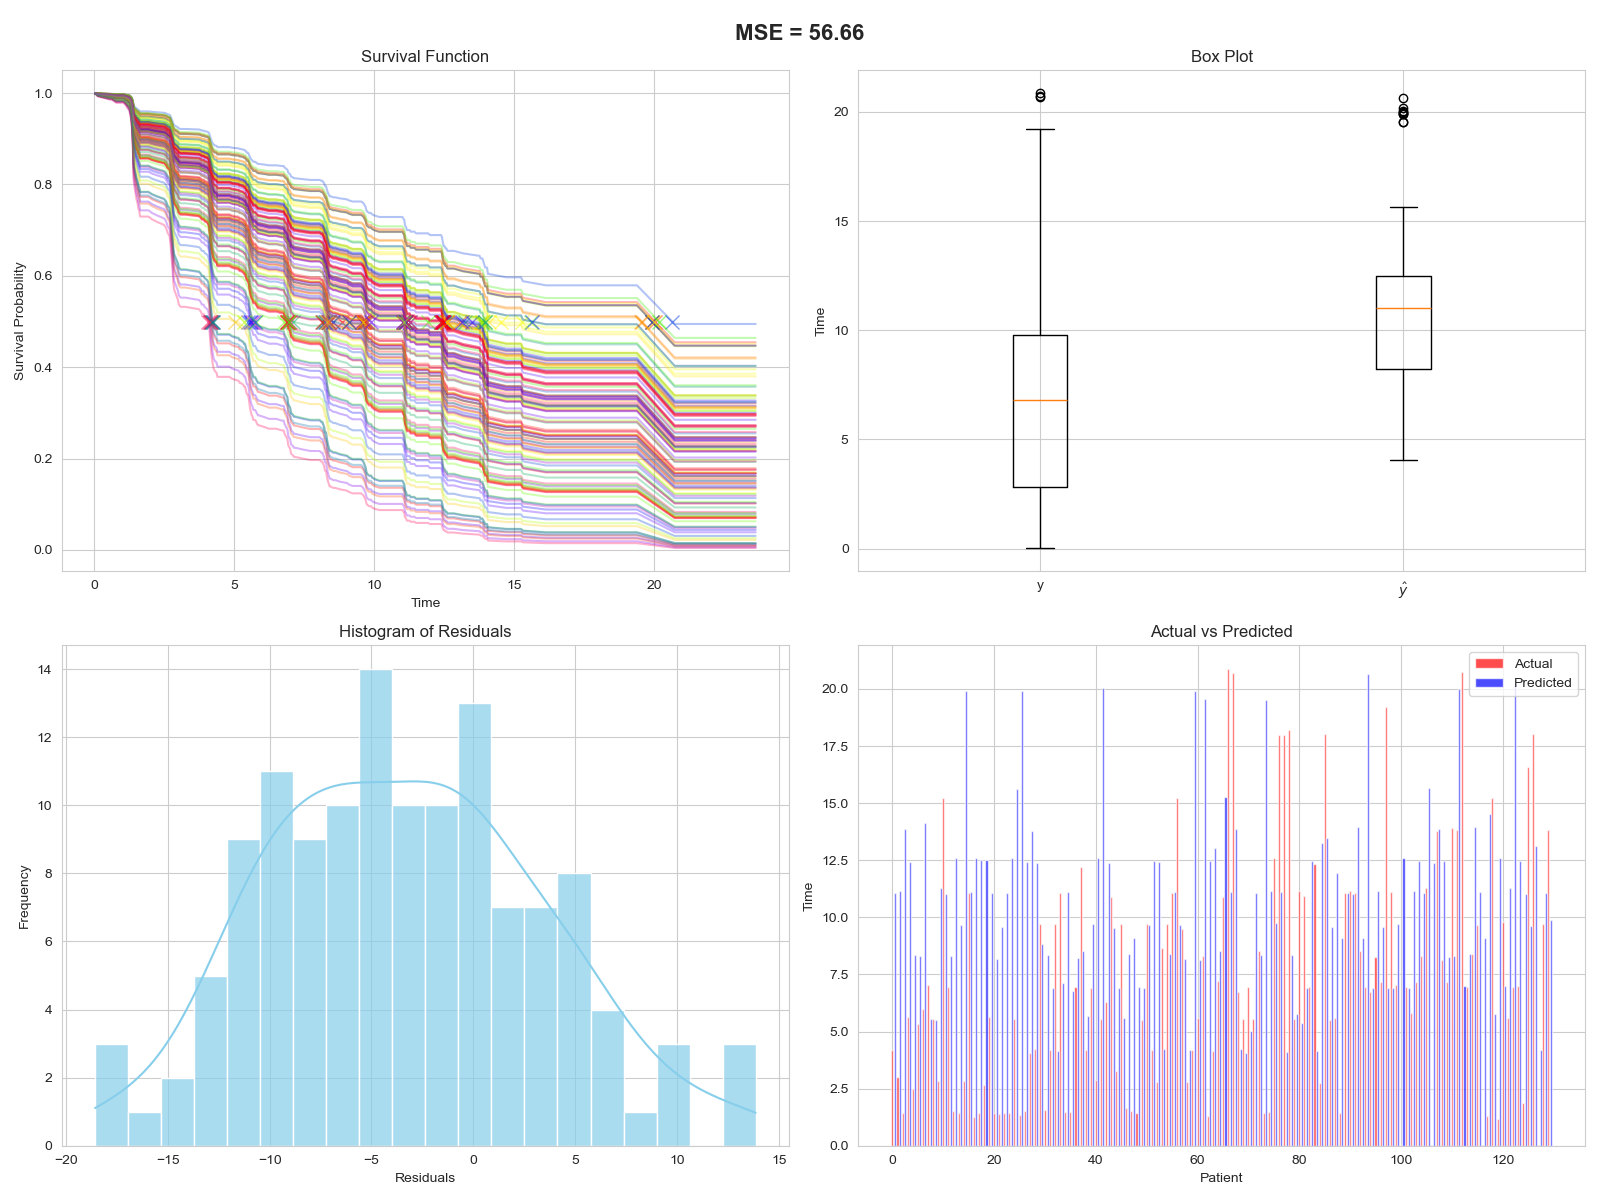 MSE = 56.66
Survival Function
1.0
0.8
0.6
0.4
0.2
0.0
Survival Probability
0 5 10 15 20
Time
Box Plot
20
15
10
5
0
Time
y ŷ
Histogram of Residuals
14
12
10
8
6
4
2
0
Frequency
−20 −15 −10 −5 0 5 10 15
Residuals
Actual vs Predicted
Actual
Predicted
20.0
17.5
15.0
12.5
10.0
7.5
5.0
2.5
0.0
Time
0 20 40 60 80 100 120
Patient